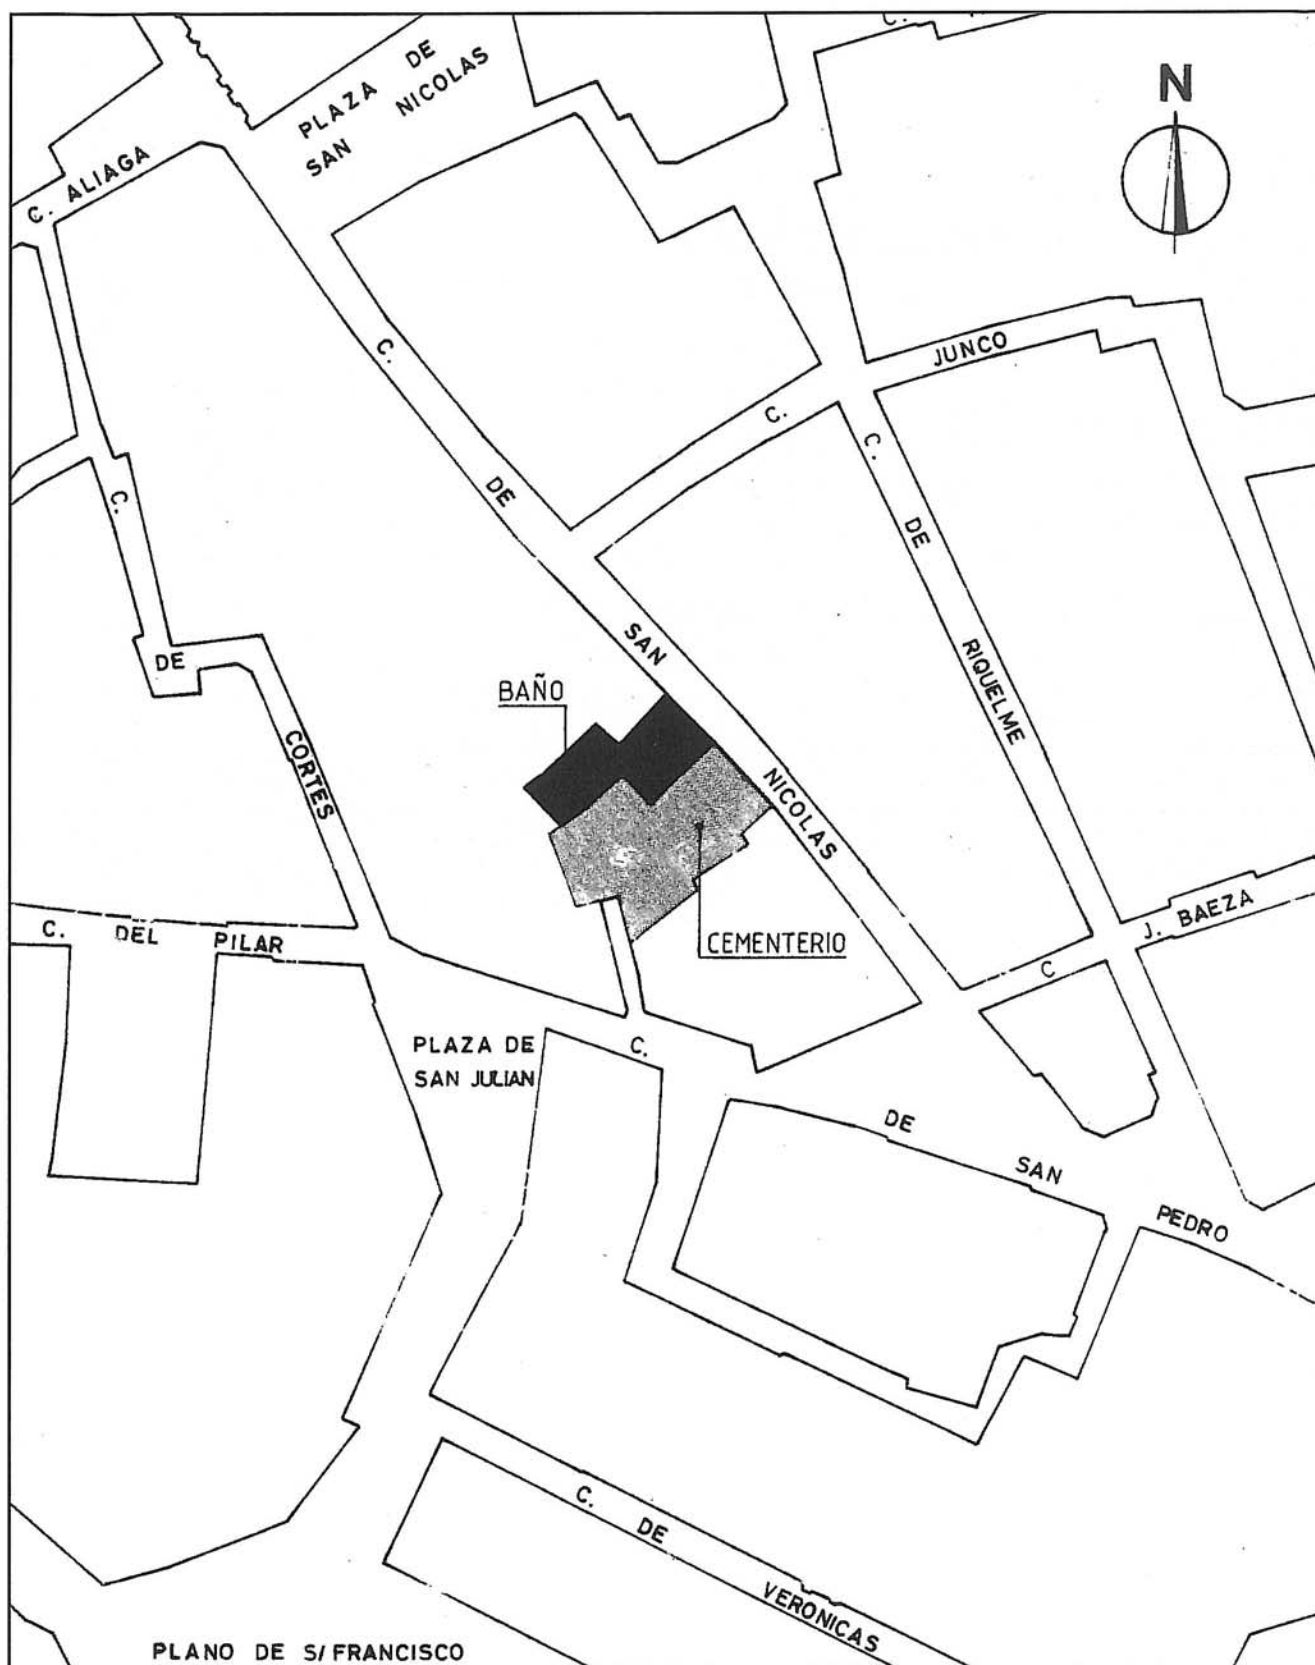 C.
PLAZA DE
SAN NICOLAS
N
C. ALIAGA
C. JUNCO
C. DE SAN NICOLAS
C. DE RIQUELME
C. DE CORTES
BAÑO
CEMENTERIO
C. DEL PILAR
C J. BAEZA
PLAZA DE
SAN JULIAN
C. DE SAN PEDRO
C. DE VERONICAS
PLANO DE S/FRANCISCO